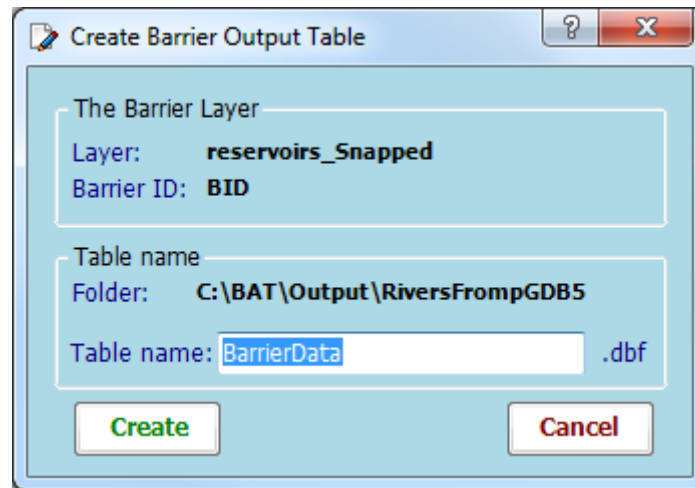 Create Barrier Output Table
?
X
The Barrier Layer
Layer: reservoirs_Snapped
Barrier ID: BID
Table name
Folder: C:\BAT\Output\RiversFrompGDB5
Table name: BarrierData .dbf
Create Cancel